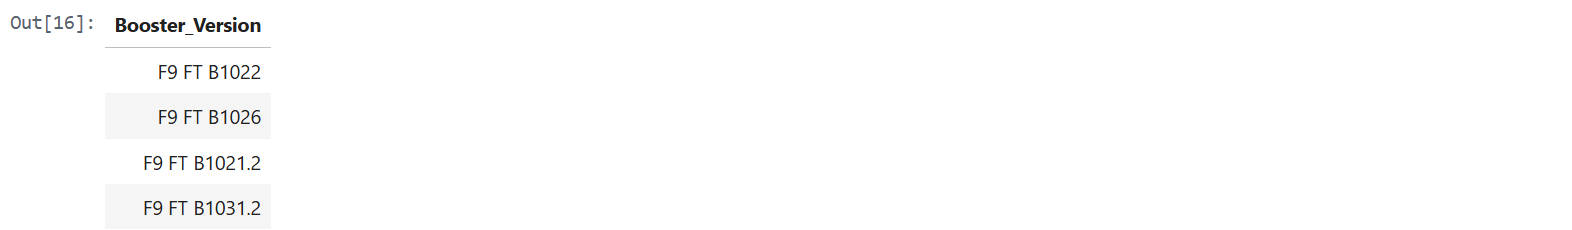 Out[16]: Booster_Version
F9 FT B1022
F9 FT B1026
F9 FT B1021.2
F9 FT B1031.2